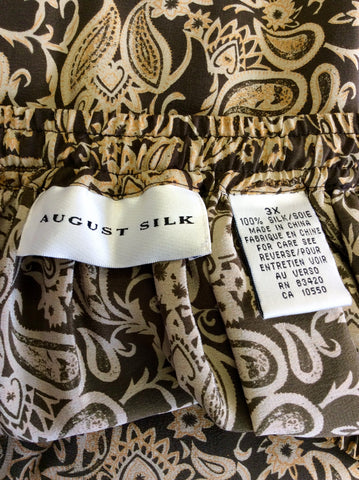 AUGUST SILK
3X
100% SILK/SOIE
MADE IN CHINA
FABRIQUE EN CHINE
FOR CARE SEE
REVERSE/POUR
ENTRETIEN VOIR
AU VERSO
RN 83420
CA 10550